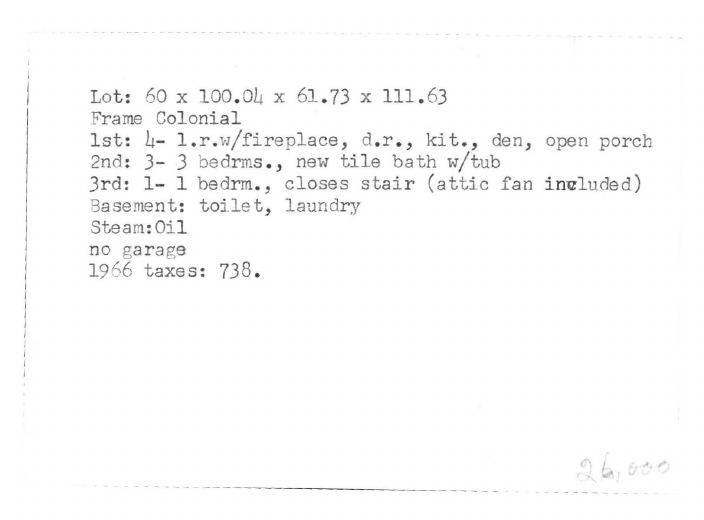 Lot: 60 x 100.04 x 61.73 x 111.63
Frame Colonial
1st: 4- l.r.w/fireplace, d.r., kit., den, open porch
2nd: 3- 3 bedrms., new tile bath w/tub
3rd: 1- 1 bedrm., closes stair (attic fan included)
Basement: toilet, laundry
Steam:Oil
no garage
1966 taxes: 738.
26,000